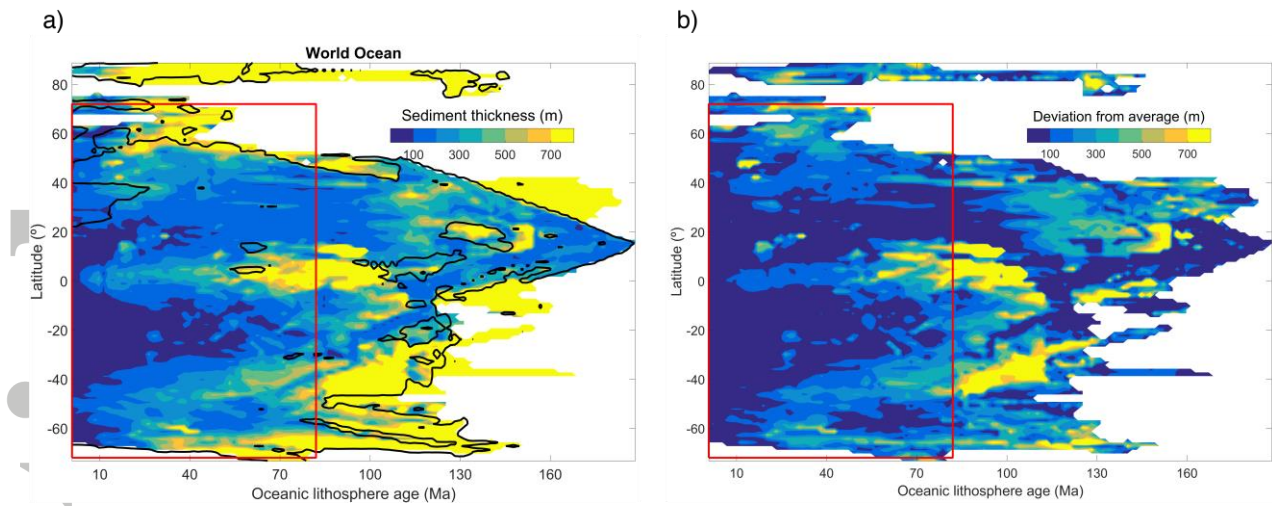 a)
World Ocean
80
60
40
20
0
-20
-40
-60
Latitude (º)
Sediment thickness (m)
100 300 500 700
10 40 70 100 130 160
Oceanic lithosphere age (Ma)
b)
80
60
40
20
0
-20
-40
-60
Latitude (º)
Deviation from average (m)
100 300 500 700
10 40 70 100 130 160
Oceanic lithosphere age (Ma)